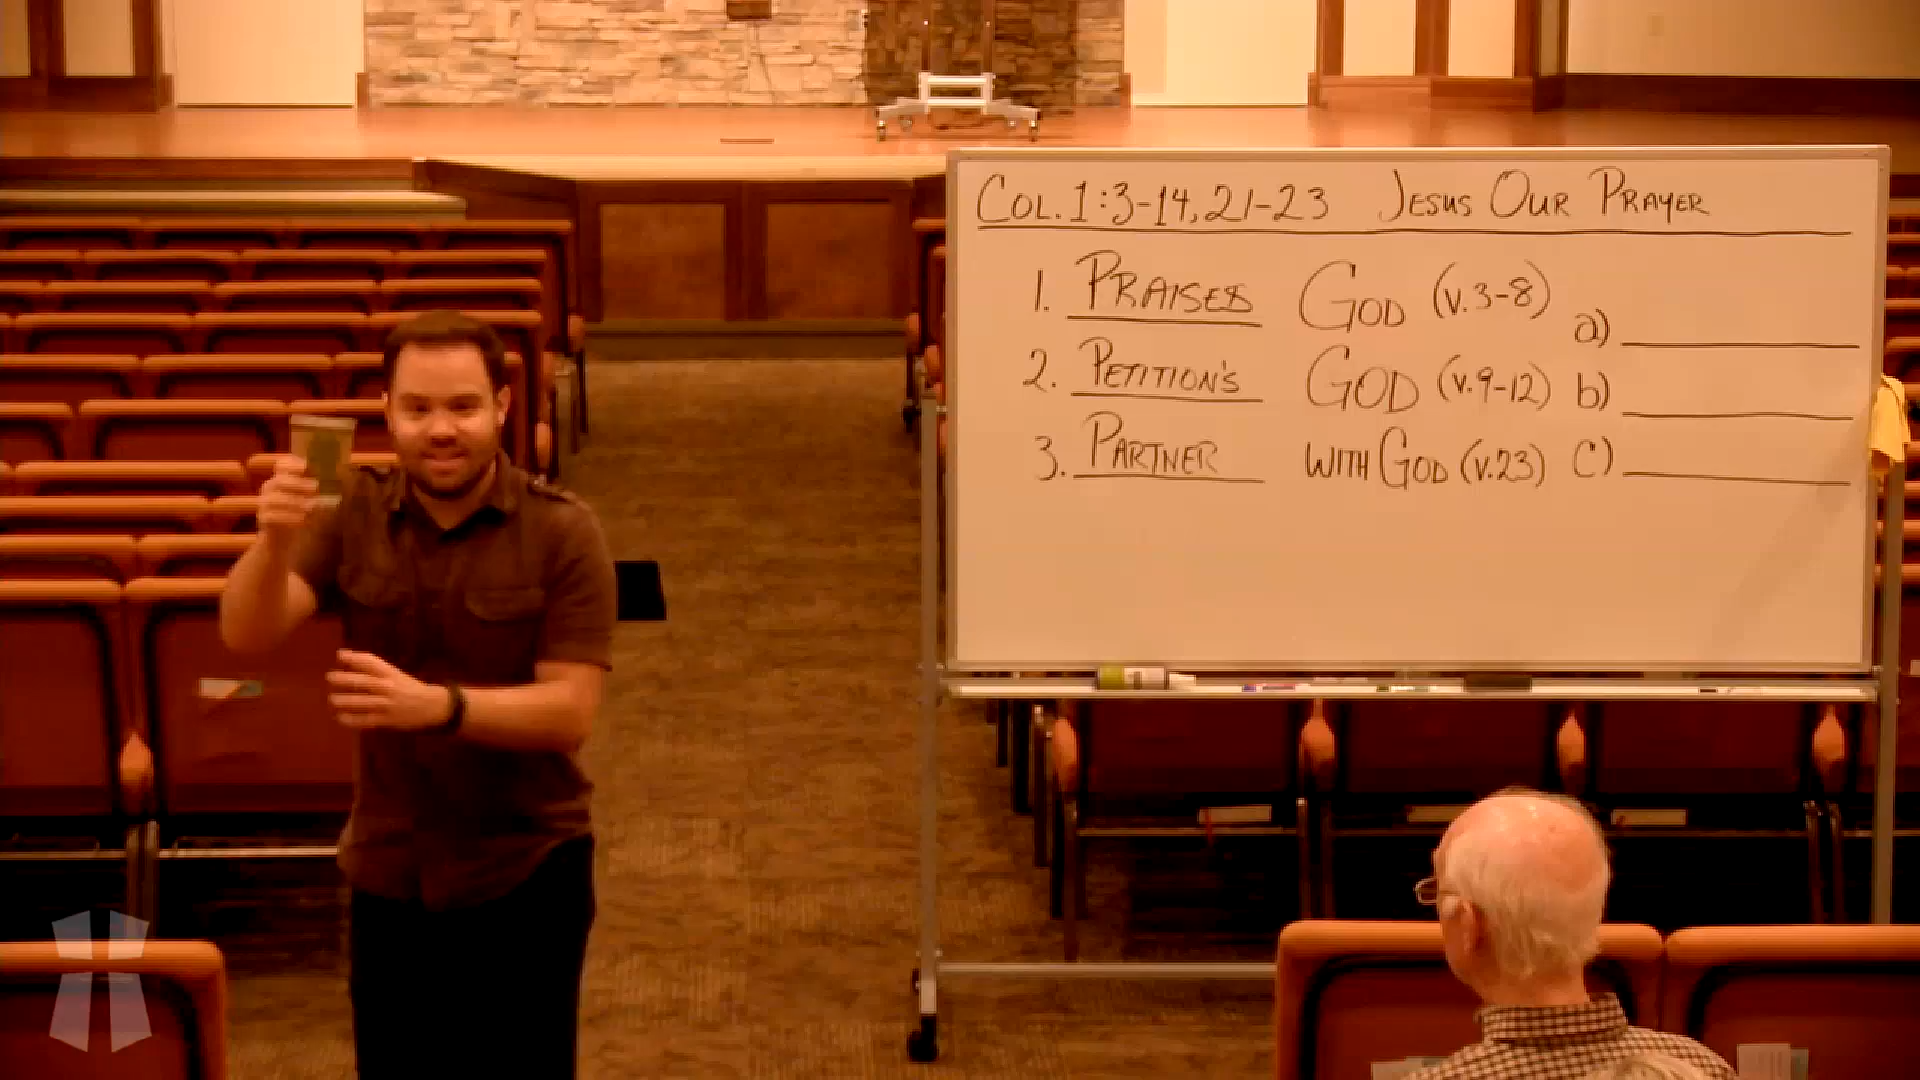 COL. 1:3-14, 21-23 JESUS OUR PRAYER
1. PRAISES GOD (v.3-8) a)
2. PETITION'S GOD (v.9-12) b)
3. PARTNER WITH GOD (v.23) c)